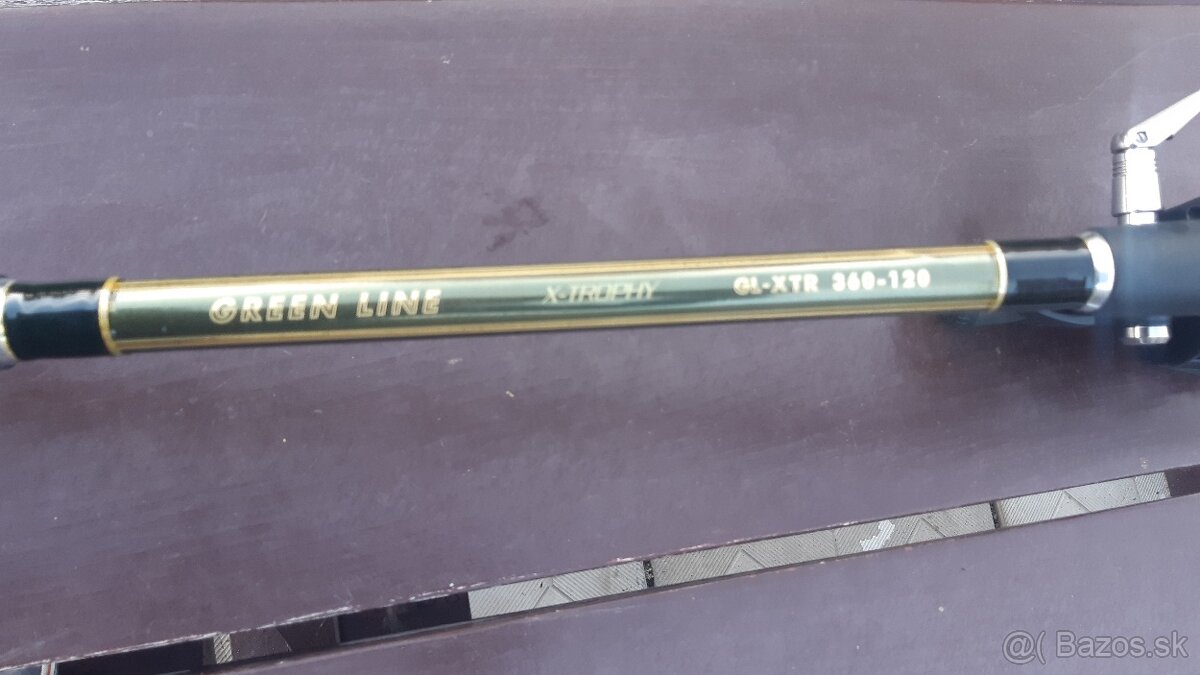 GREEN LINE X-TROPHY GL-XTR 360-120
@( Bazos.sk